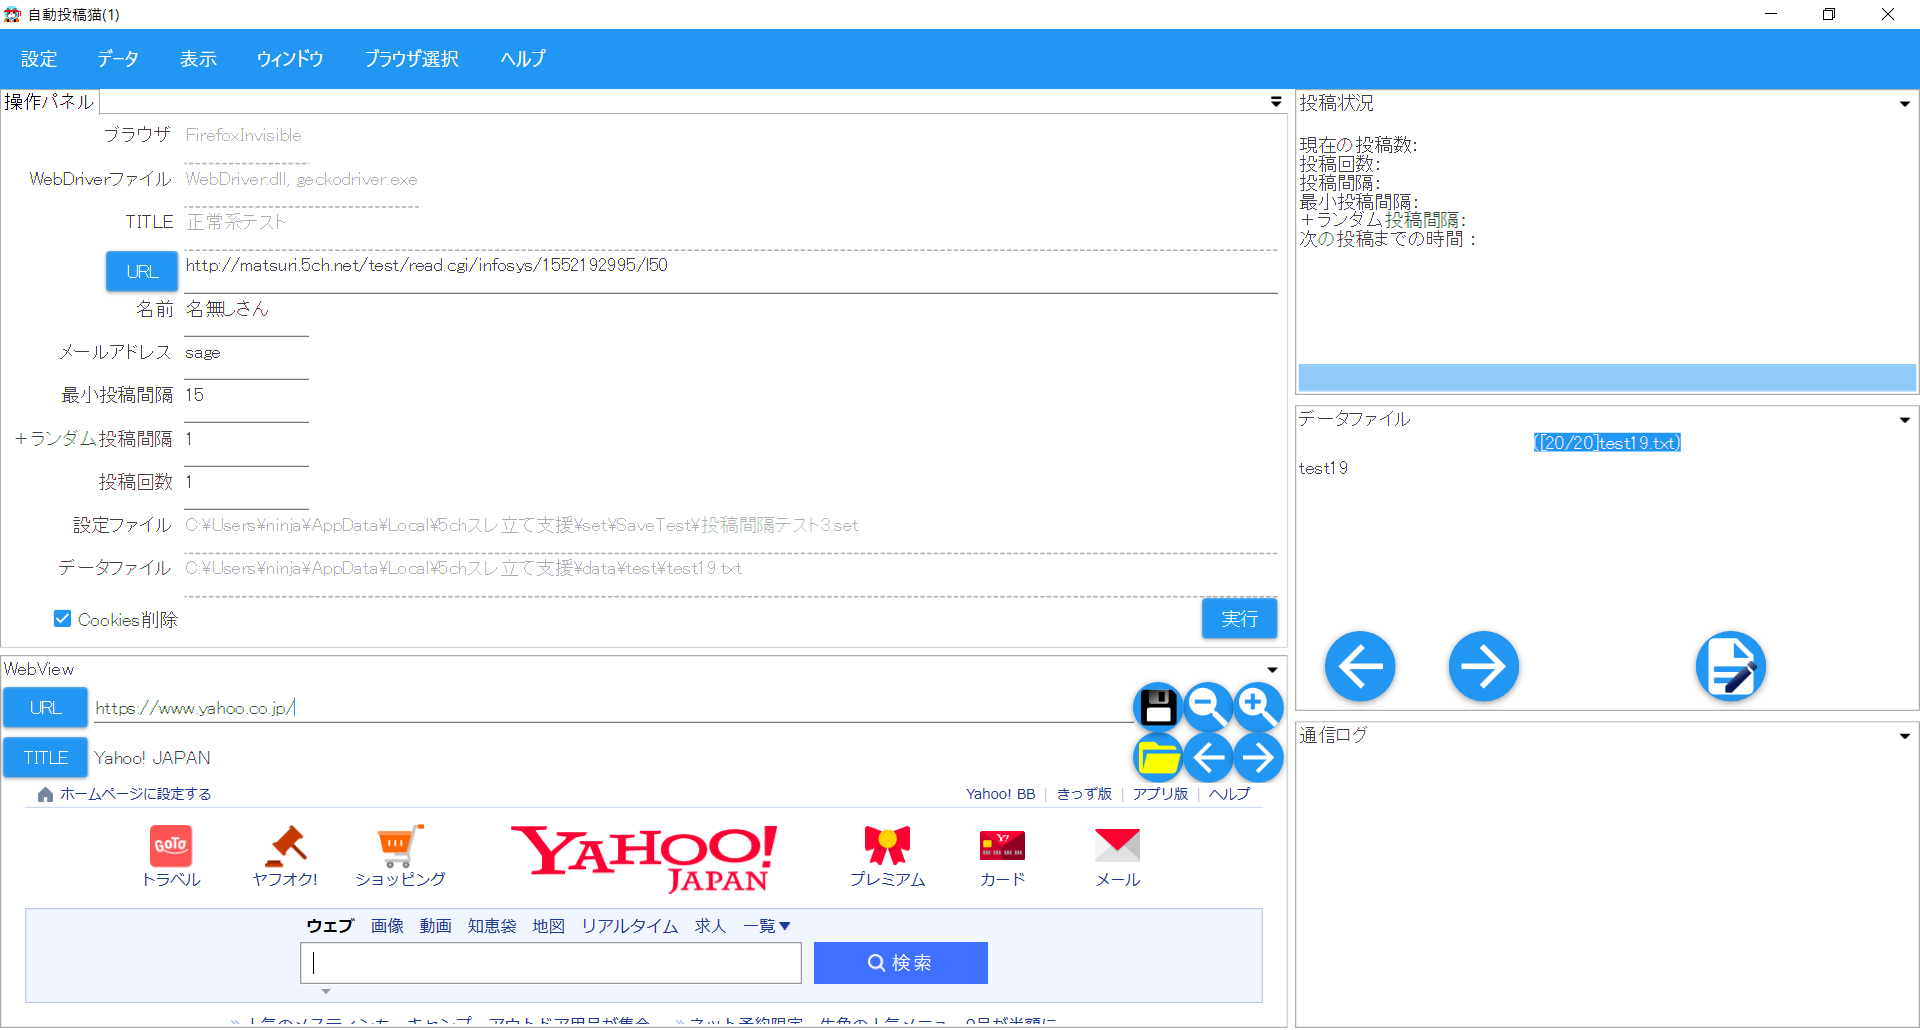 自動投稿猫(1)
設定 データ 表示 ウィンドウ ブラウザ選択 ヘルプ
操作パネル
ブラウザ FirefoxInvisible
WebDriverファイル WebDriver.dll, geckodriver.exe
TITLE 正常系テスト
URL http://matsuri.5ch.net/test/read.cgi/infosys/1552192995/l50
名前 名無しさん
メールアドレス sage
最小投稿間隔 15
＋ランダム投稿間隔 1
投稿回数 1
設定ファイル C:¥Users¥ninja¥AppData¥Local¥5chスレ立て支援¥set¥SaveTest¥投稿間隔テスト3.set
データファイル C:¥Users¥ninja¥AppData¥Local¥5chスレ立て支援¥data¥test¥test19.txt
Cookies削除 実行
WebView
URL https://www.yahoo.co.jp/
TITLE Yahoo! JAPAN
ホームページに設定する Yahoo! BB | きっず版 | アプリ版 | ヘルプ
GoTo
トラベル ヤフオク! ショッピング YAHOO! JAPAN プレミアム カード メール
ウェブ 画像 動画 知恵袋 地図 リアルタイム 求人 一覧▼
検索
投稿状況
現在の投稿数:
投稿回数:
投稿間隔:
最小投稿間隔:
＋ランダム投稿間隔:
次の投稿までの時間：
データファイル
([20/20]test19.txt)
test19
通信ログ